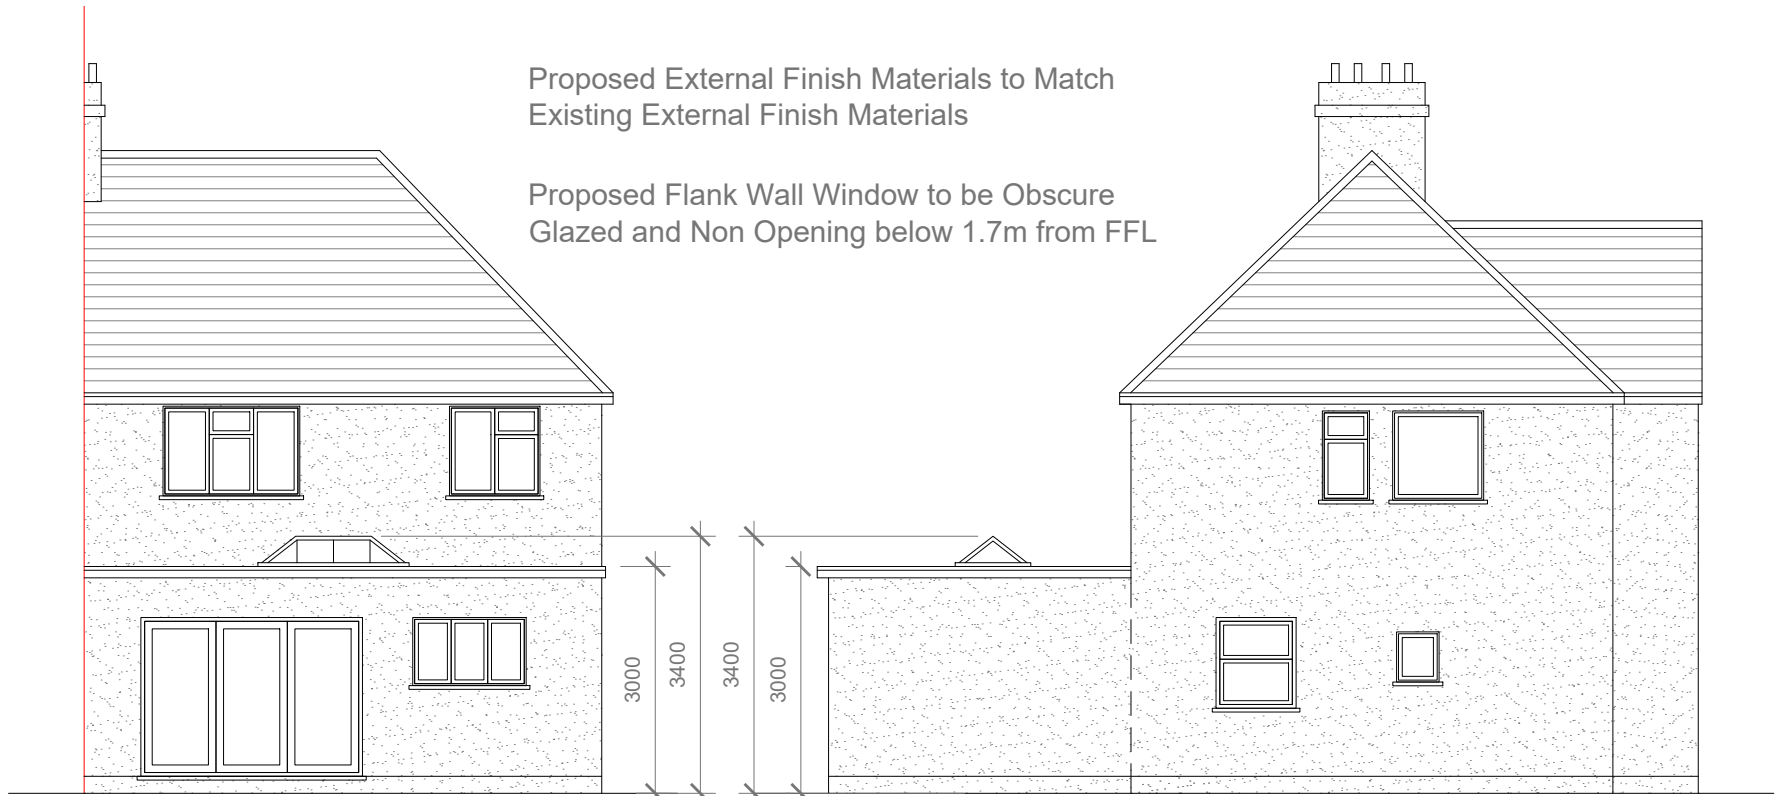 Proposed External Finish Materials to Match
Existing External Finish Materials
Proposed Flank Wall Window to be Obscure
Glazed and Non Opening below 1.7m from FFL
3000
3400
3400
3000